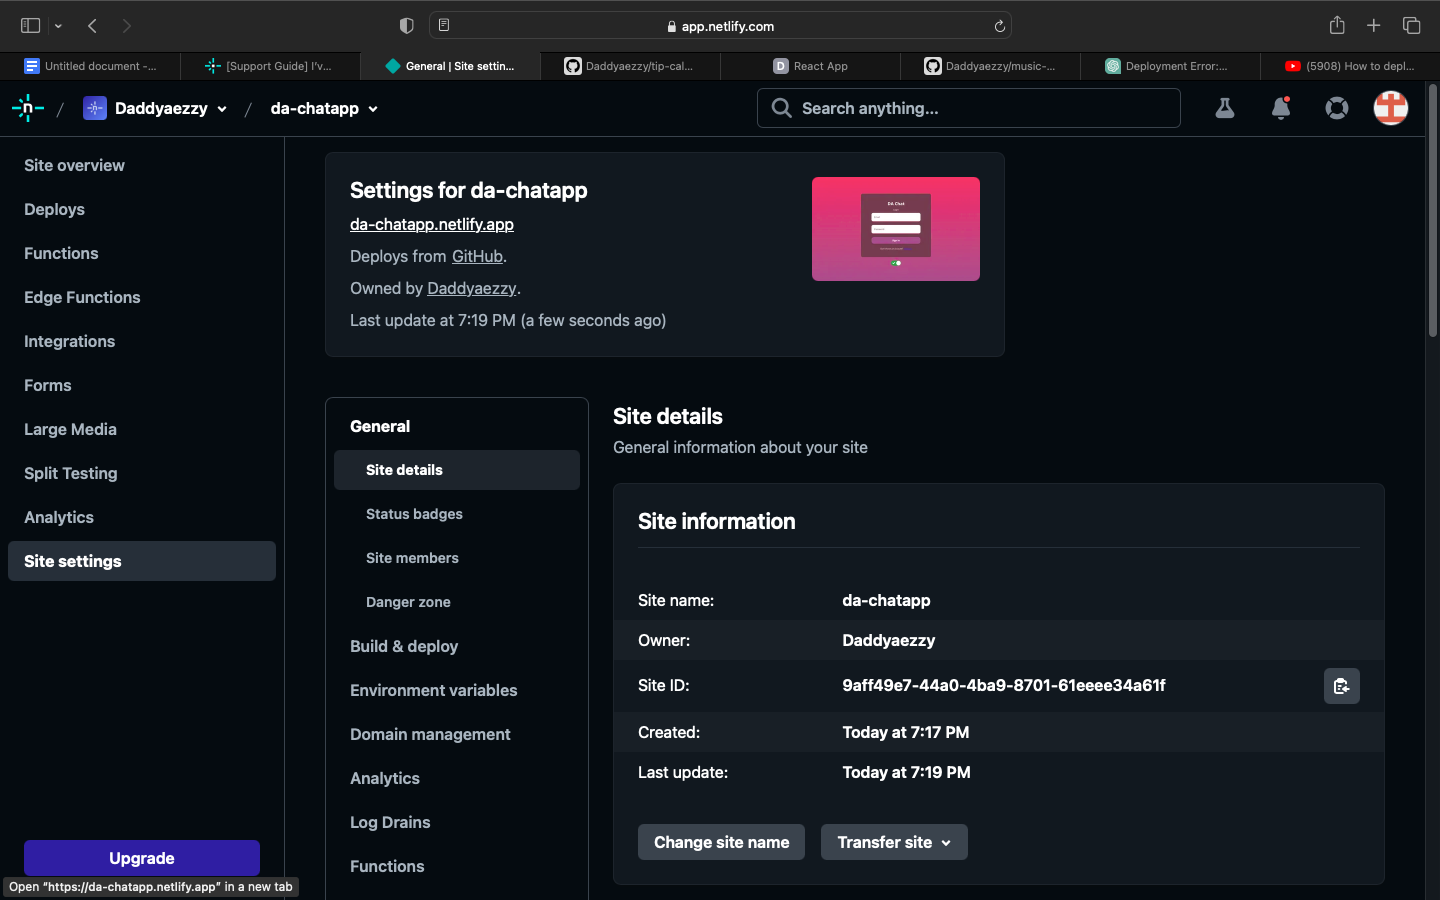 app.netlify.com
Untitled document -...
[Support Guide] I'v...
General | Site settin...
Daddyaezzy/tip-cal...
React App
Daddyaezzy/music-...
Deployment Error:...
(5908) How to depl...
Daddyaezzy
da-chatapp
Search anything...
Site overview
Deploys
Functions
Edge Functions
Integrations
Forms
Large Media
Split Testing
Analytics
Site settings
Upgrade
Open “https://da-chatapp.netlify.app” in a new tab
Settings for da-chatapp
da-chatapp.netlify.app
Deploys from GitHub.
Owned by Daddyaezzy.
Last update at 7:19 PM (a few seconds ago)
DA Chat
General
Site details
Status badges
Site members
Danger zone
Build & deploy
Environment variables
Domain management
Analytics
Log Drains
Functions
Site details
General information about your site
Site information
Site name: da-chatapp
Owner: Daddyaezzy
Site ID: 9aff49e7-44a0-4ba9-8701-61eeee34a61f
Created: Today at 7:17 PM
Last update: Today at 7:19 PM
Change site name
Transfer site